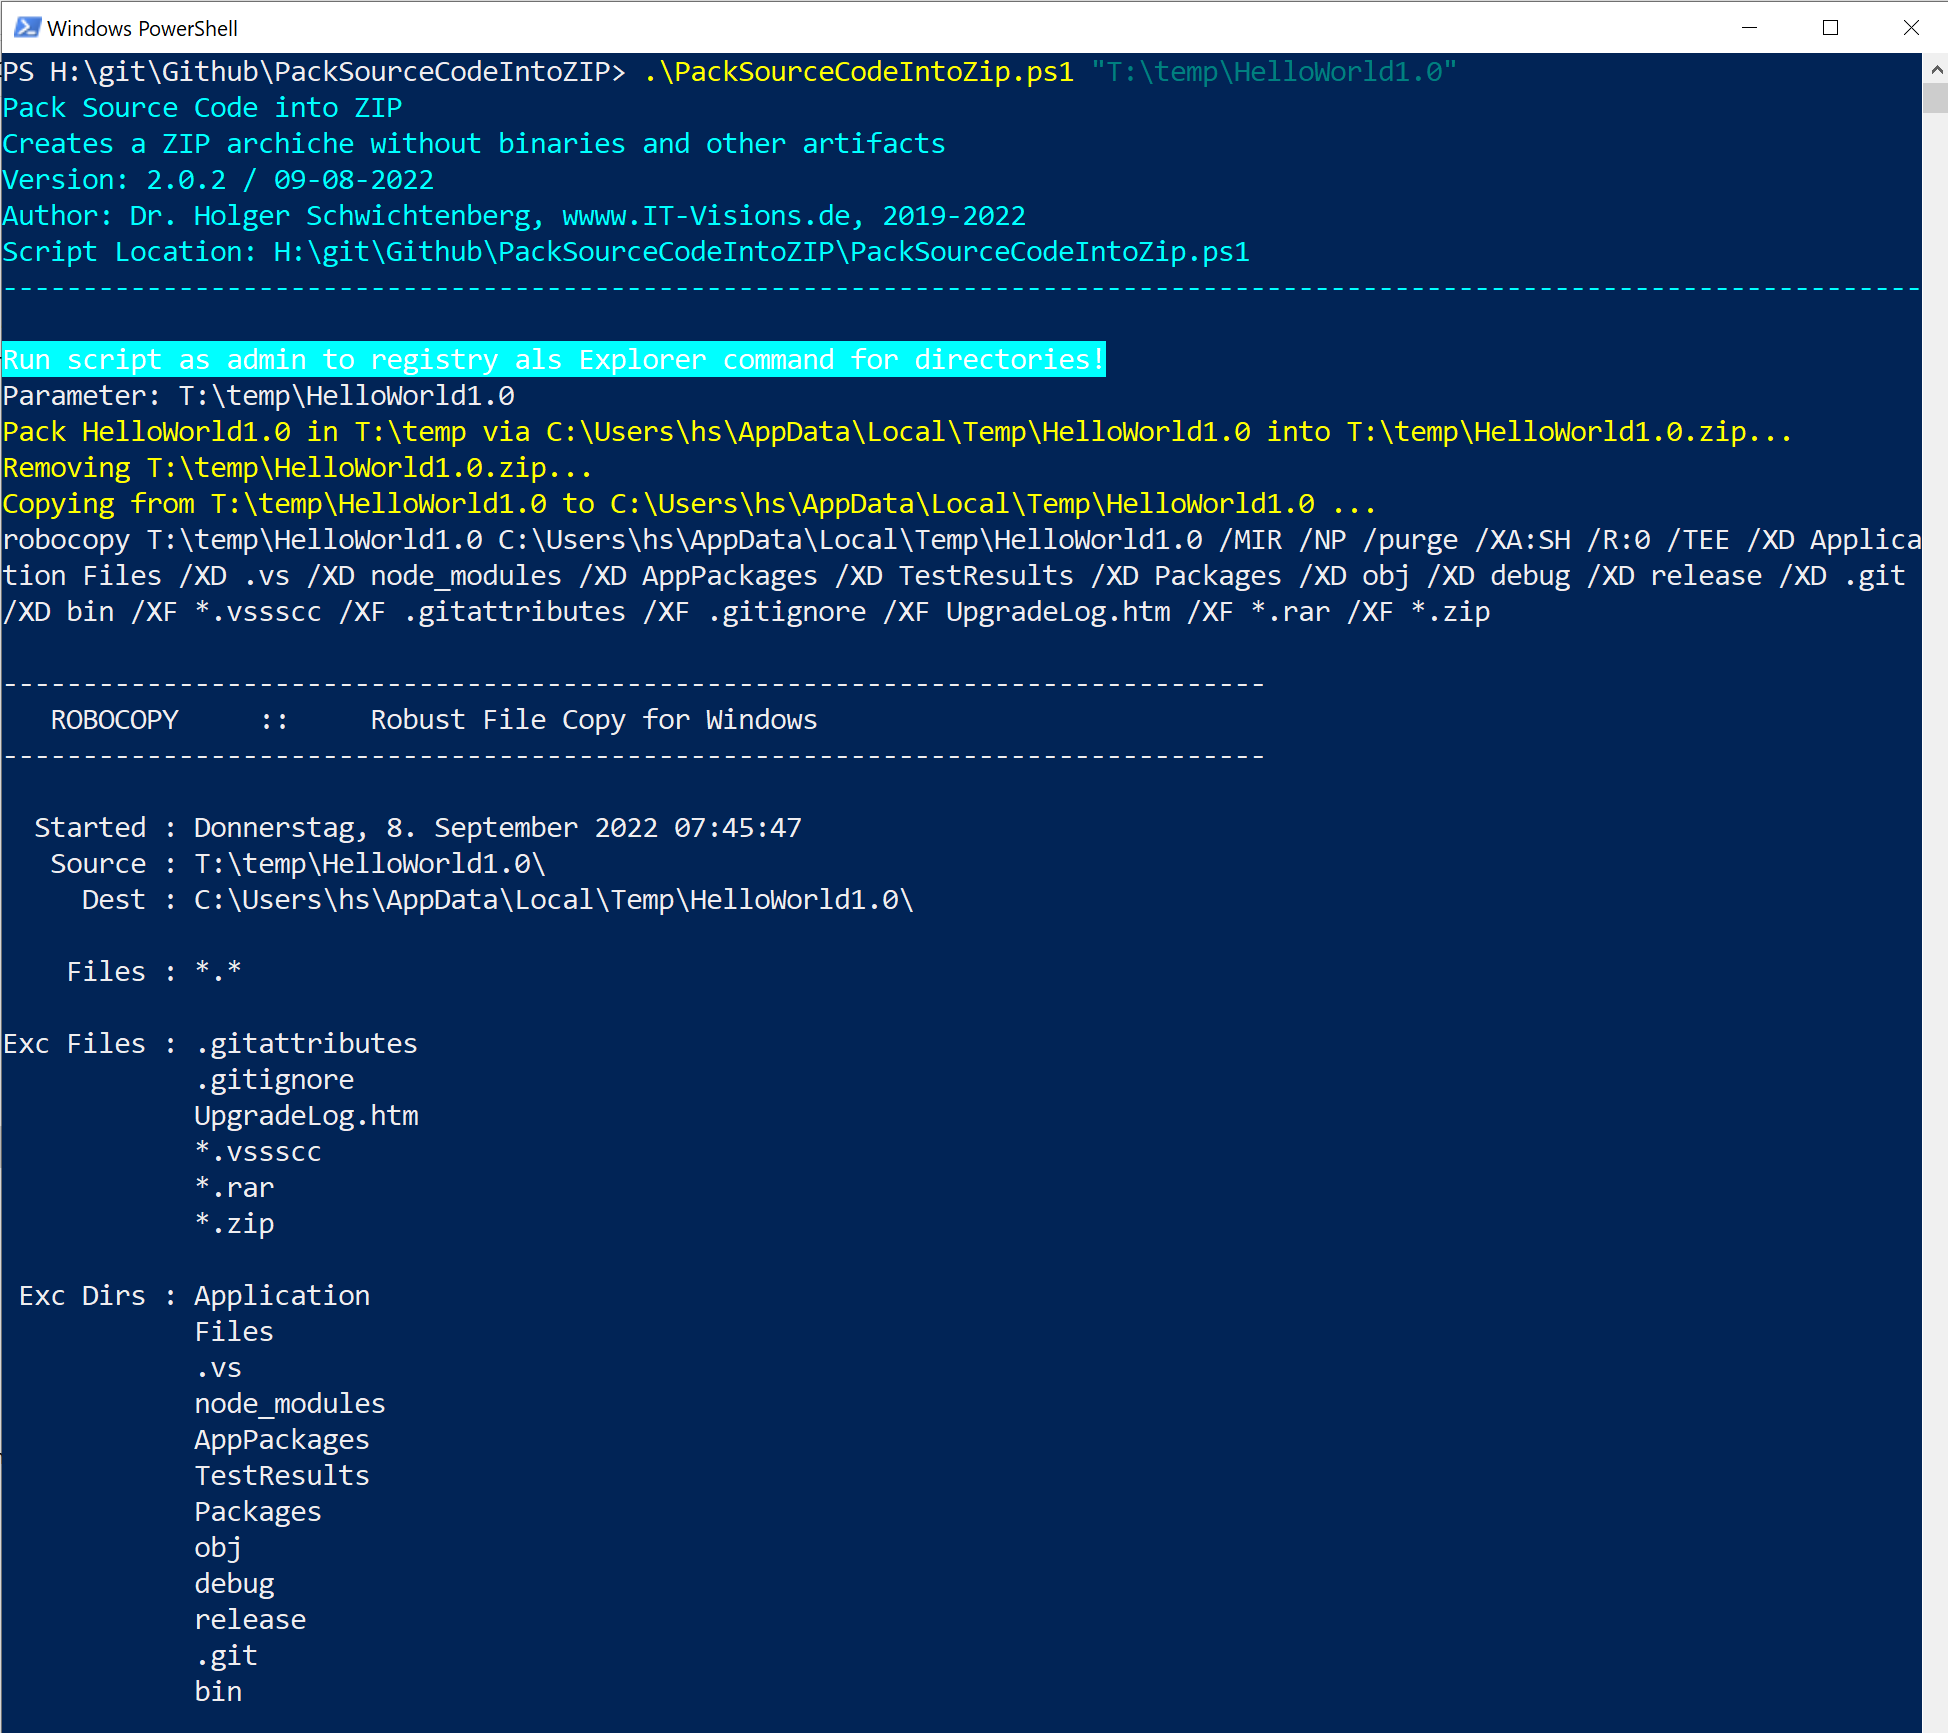 Windows PowerShell
PS H:\git\Github\PackSourceCodeIntoZIP> .\PackSourceCodeIntoZip.ps1 "T:\temp\HelloWorld1.0"
Pack Source Code into ZIP
Creates a ZIP archiche without binaries and other artifacts
Version: 2.0.2 / 09-08-2022
Author: Dr. Holger Schwichtenberg, wwww.IT-Visions.de, 2019-2022
Script Location: H:\git\Github\PackSourceCodeIntoZIP\PackSourceCodeIntoZip.ps1
------------------------------------------------------------------------------------------------------------------------
Run script as admin to registry als Explorer command for directories!
Parameter: T:\temp\HelloWorld1.0
Pack HelloWorld1.0 in T:\temp via C:\Users\hs\AppData\Local\Temp\HelloWorld1.0 into T:\temp\HelloWorld1.0.zip...
Removing T:\temp\HelloWorld1.0.zip...
Copying from T:\temp\HelloWorld1.0 to C:\Users\hs\AppData\Local\Temp\HelloWorld1.0 ...
robocopy T:\temp\HelloWorld1.0 C:\Users\hs\AppData\Local\Temp\HelloWorld1.0 /MIR /NP /purge /XA:SH /R:0 /TEE /XD Applica
tion Files /XD .vs /XD node_modules /XD AppPackages /XD TestResults /XD Packages /XD obj /XD debug /XD release /XD .git
/XD bin /XF *.vssscc /XF .gitattributes /XF .gitignore /XF UpgradeLog.htm /XF *.rar /XF *.zip
-------------------------------------------------------------------------------
ROBOCOPY     ::     Robust File Copy for Windows
-------------------------------------------------------------------------------
Started : Donnerstag, 8. September 2022 07:45:47
Source : T:\temp\HelloWorld1.0\
Dest : C:\Users\hs\AppData\Local\Temp\HelloWorld1.0\
Files : *.*
Exc Files : .gitattributes
.gitignore
UpgradeLog.htm
*.vssscc
*.rar
*.zip
Exc Dirs : Application
Files
.vs
node_modules
AppPackages
TestResults
Packages
obj
debug
release
.git
bin